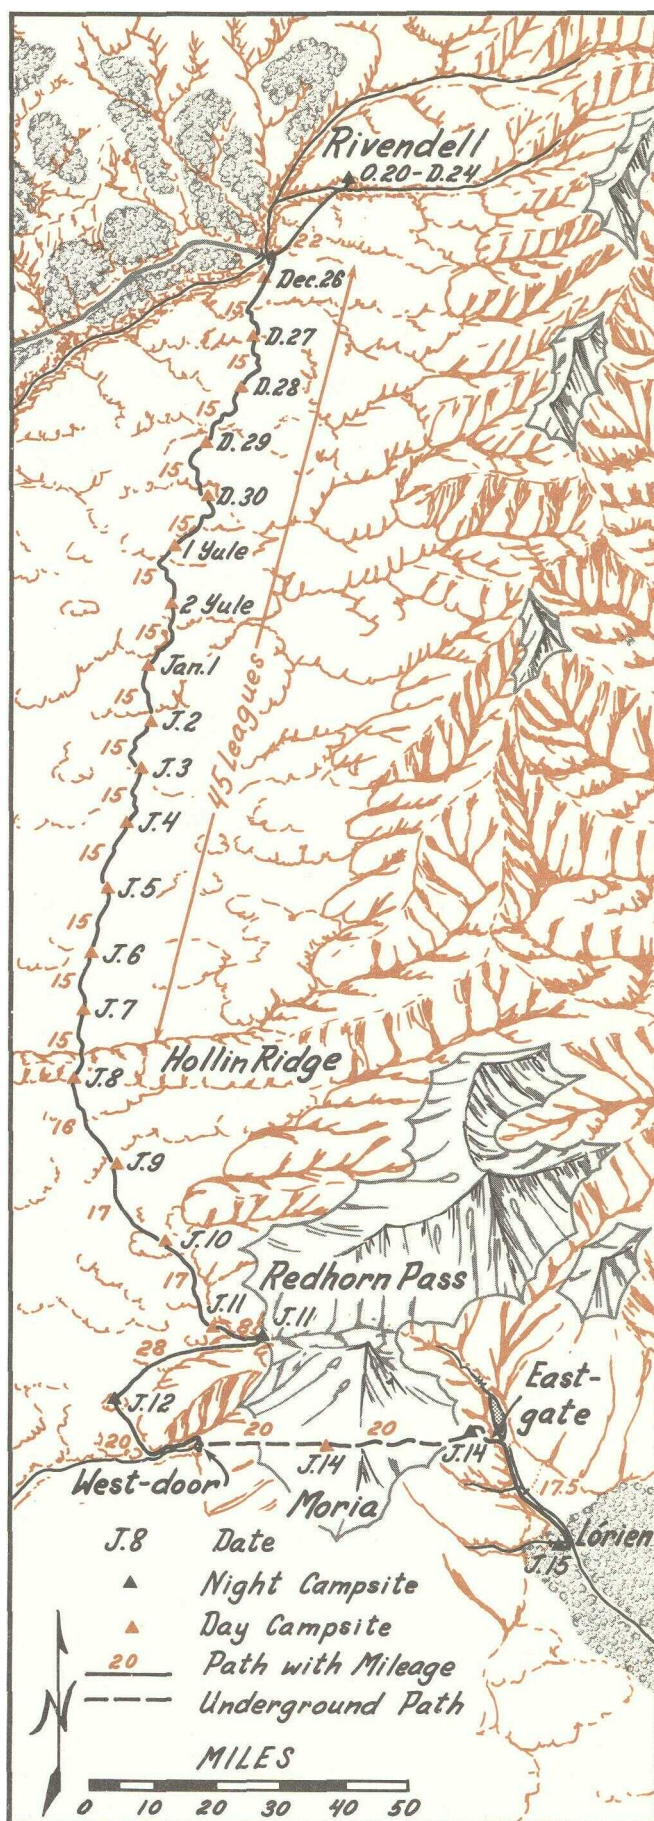 Rivendell
O.20-D.24
22
Dec.26
15
D.27
15
D.28
15
D.29
15
D.30
15
1 Yule
15
2 Yule
15
Jan.1
15
J.2
15
J.3
15
J.4
15
J.5
15
J.6
15
J.7
15
45 Leagues
Hollin Ridge
J.8
16
J.9
17
J.10
17
Redhorn Pass
J.11
J.11
8
28
J.12
East-
gate
20
20
20
J.14
J.14
West-door
Moria
17.5
Lórien
J.15
J.8 Date
Night Campsite
Day Campsite
20 Path with Mileage
Underground Path
N
MILES
0 10 20 30 40 50